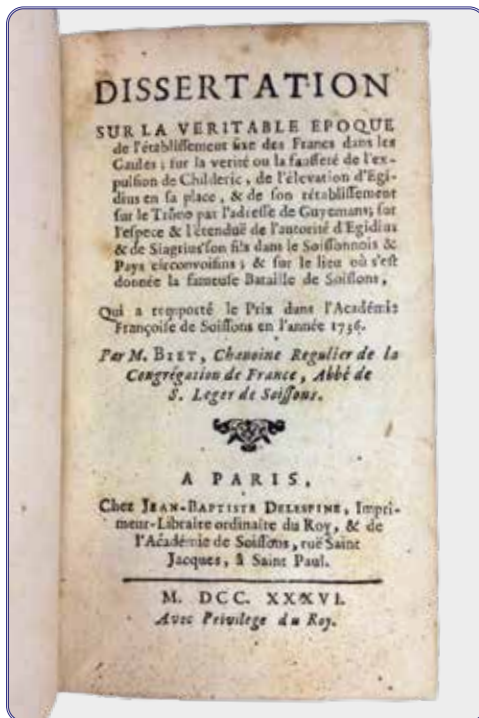 DISSERTATION
SUR LA VERITABLE EPOQUE
de l'établissement fixe des Francs dans les
Gaules ; sur la verité ou la fausseté de l'ex-
pulsion de Childeric, de l'élevation d'Egi-
dius en sa place, & de son rétablissement
sur le Trône par l'adresse de Guyemans; sur
l'espece & l'étenduë de l'autorité d'Egidius
& de Siagrius son fils dans le Soissonnois &
Pays circonvoisins ; & sur le lieu où s'est
donnée la fameuse Bataille de Soissons,
Qui a remporté le Prix dans l'Académie
Françoise de Soissons en l'année 1736.
Par M. BIET, Chanoine Regulier de la
Congrégation de France, Abbé de
S. Leger de Soissons.
A PARIS,
Chez JEAN-BAPTISTE DELESPINE, Impri-
meur-Libraire ordinaire du Roy, & de
l'Académie de Soissons, ruë Saint
Jacques, à Saint Paul.
M. DCC. XXXVI.
Avec Privilege du Roy.